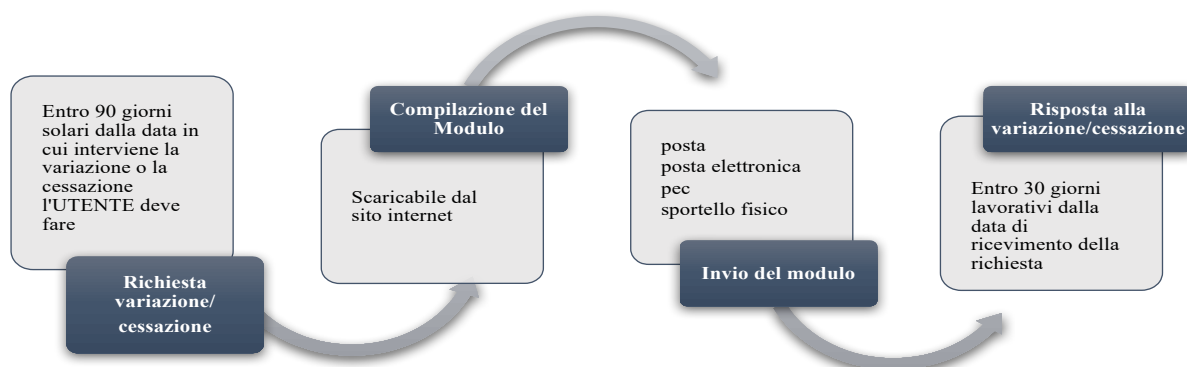 Entro 90 giorni
solari dalla data in
cui interviene la
variazione o la
cessazione
l'UTENTE deve
fare
Richiesta
variazione/
cessazione
Compilazione del
Modulo
Scaricabile dal
sito internet
posta
posta elettronica
pec
sportello fisico
Invio del modulo
Risposta alla
variazione/cessazione
Entro 30 giorni
lavorativi dalla
data di
ricevimento della
richiesta